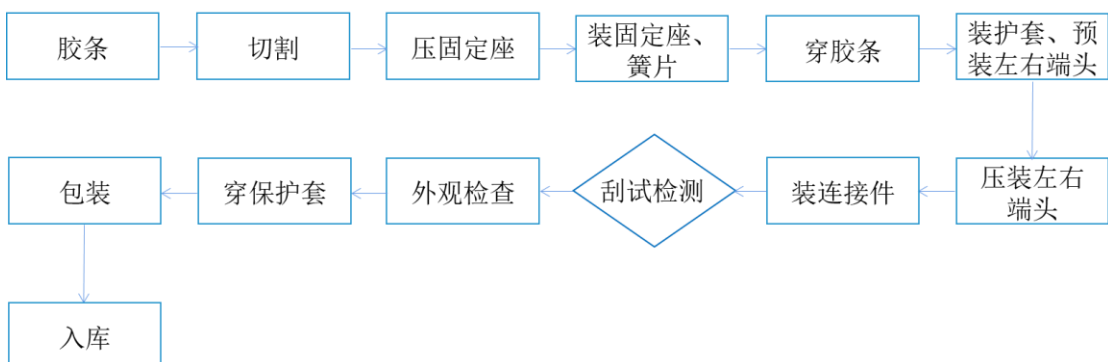 胶条
切割
压固定座
装固定座、
簧片
穿胶条
装护套、预
装左右端头
压装左右
端头
装连接件
刮试检测
外观检查
穿保护套
包装
入库